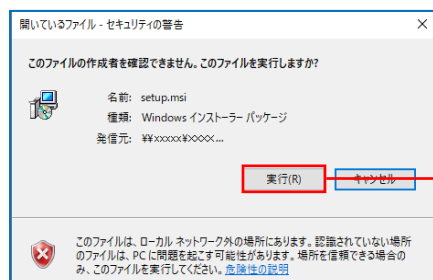 開いているファイル - セキュリティの警告
このファイルの作成者を確認できません。このファイルを実行しますか?
名前: setup.msi
種類: Windows インストーラー パッケージ
発信元: ¥¥xxxxx¥xxxx...
実行(R)
キャンセル
このファイルは、ローカル ネットワーク外の場所にあります。認識されていない場所
のファイルは、PC に問題を起こす可能性があります。場所を信頼できる場合の
み、このファイルを実行してください。危険性の説明